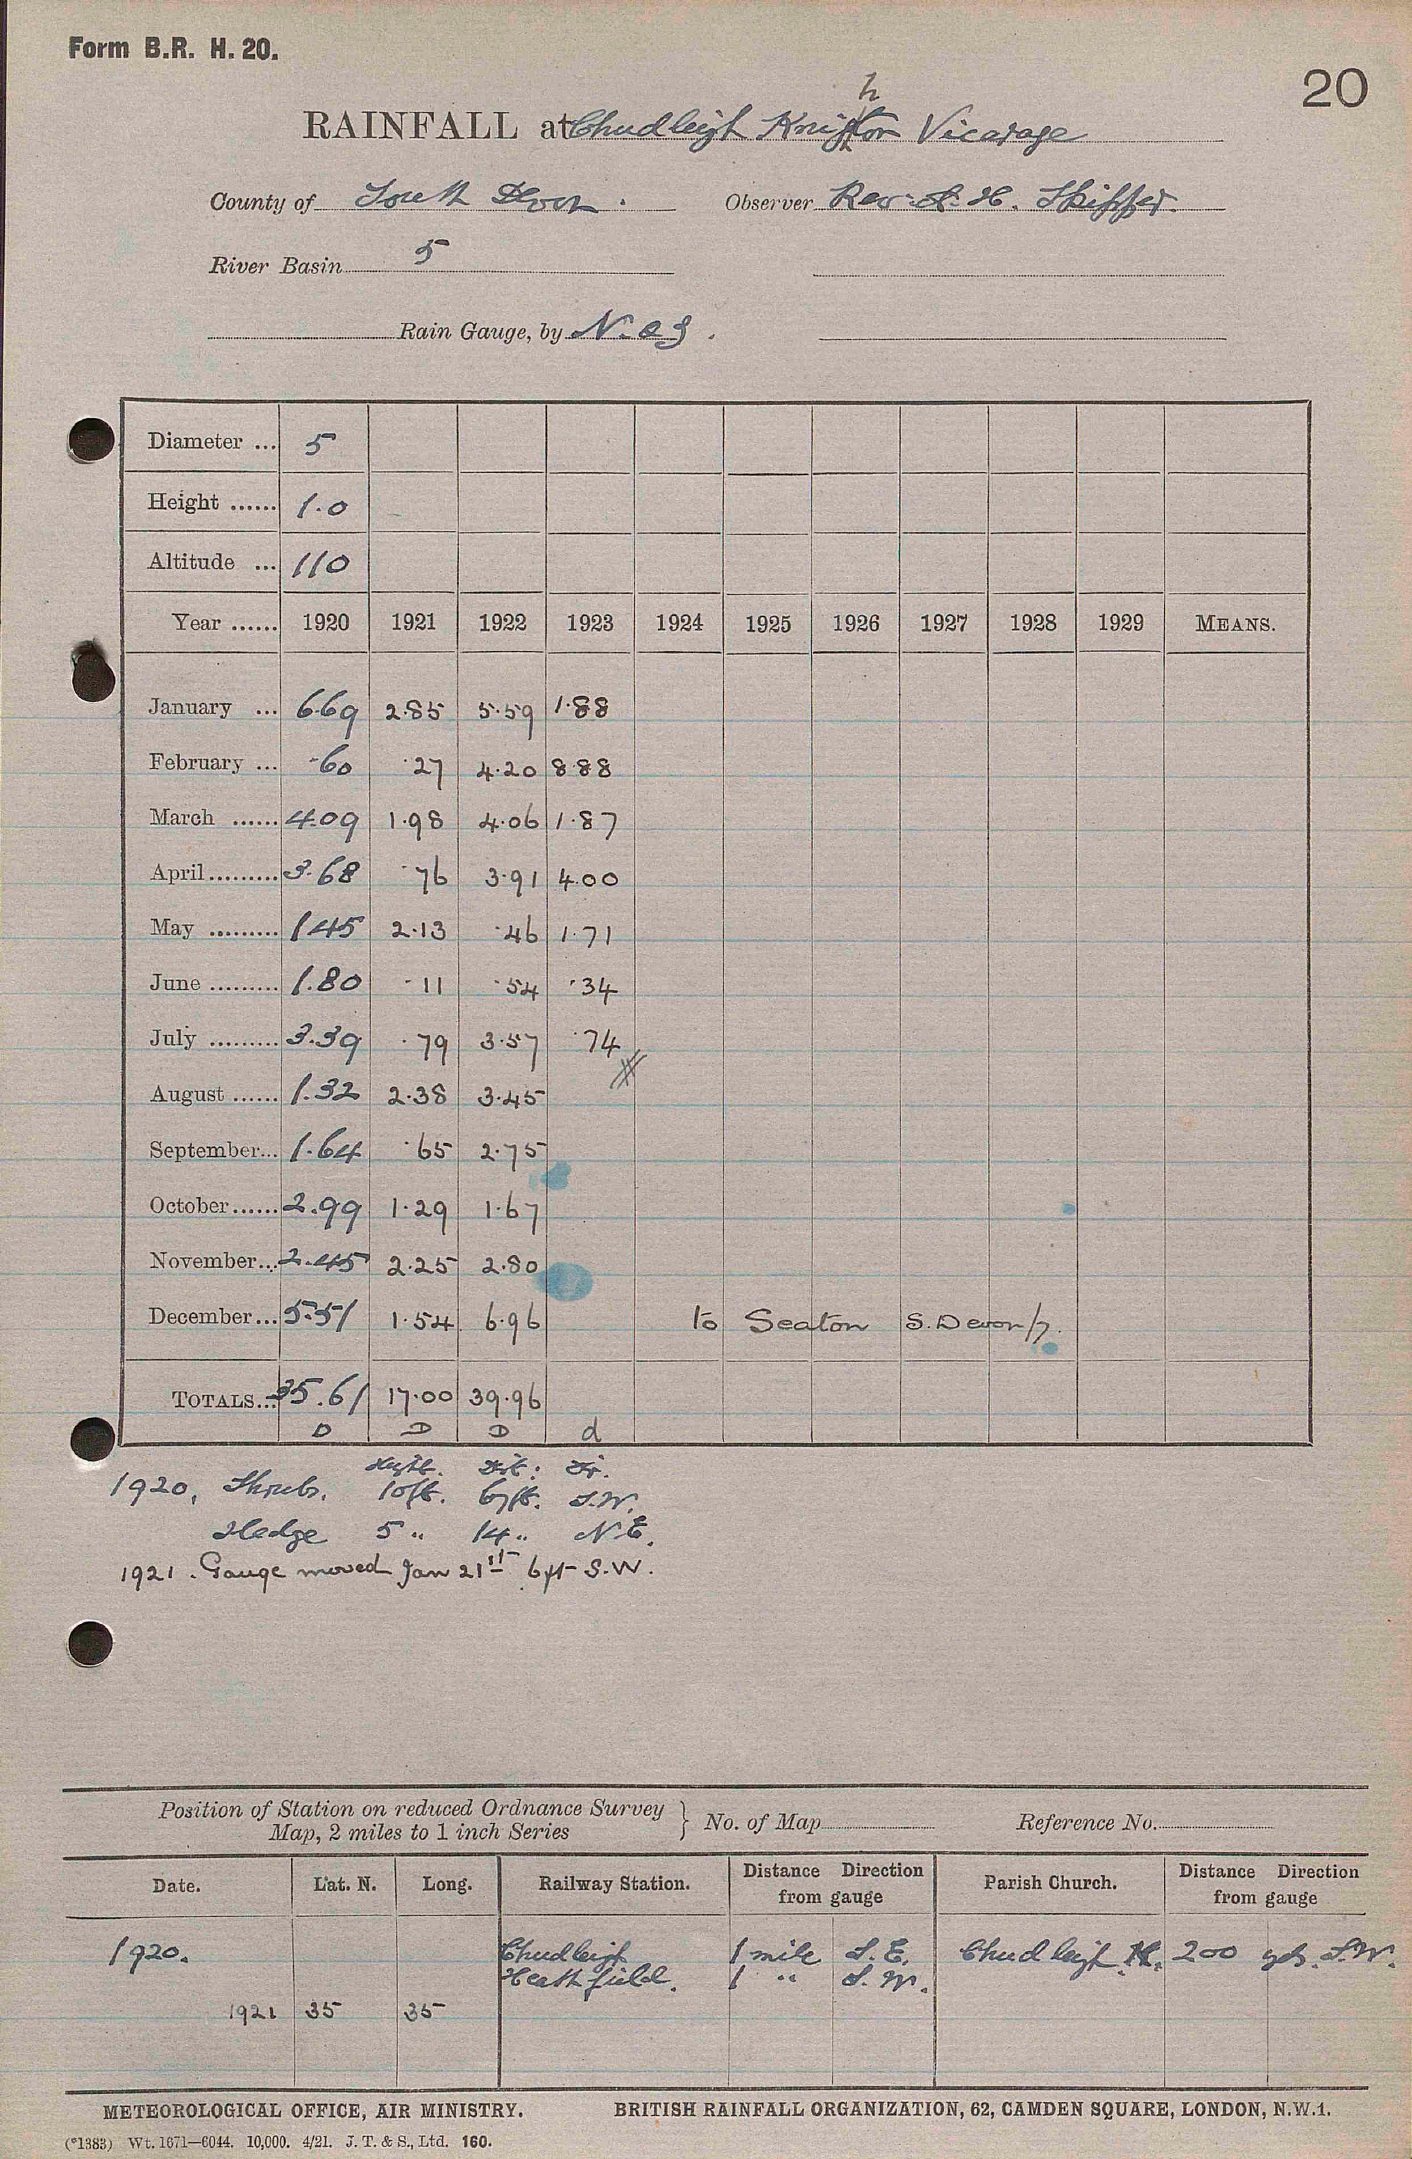 Form B.R. H. 20.
20
RAINFALL at Chudleigh Knighton Vicarage
County of South Devon . Observer Rev. A. H. Skipper.
River Basin 5
Rain Gauge, by N. & Z.
Diameter ... 5
Height ...... 1.0
Altitude ... 110
Year ...... 1920 1921 1922 1923 1924 1925 1926 1927 1928 1929 MEANS.
January ... 6.69 2.85 5.59 1.88
February ... .60 .27 4.20 8.88
March ...... 4.09 1.98 4.06 1.87
April ......... 3.68 .76 3.91 4.00
May ......... 1.45 2.13 .46 1.71
June ......... 1.80 .11 .54 .34
July ......... 3.39 .79 3.57 .74
August ...... 1.32 2.38 3.45
September... 1.64 .65 2.75
October ...... 2.99 1.29 1.67
November... 2.45 2.25 2.80
December... 5.51 1.54 6.96 to Seaton S. Devon/7.
TOTALS... 35.61 17.00 39.96
D D D d
Height. Dist: Dir.
1920, Shrubs. 10ft. 6 7ft. S.W.
Hedge 5 " 14 " N.E.
1921. Gauge moved Jan 21st 6ft S.W.
Position of Station on reduced Ordnance Survey Map, 2 miles to 1 inch Series } No. of Map Reference No.
Date. Lat. N. Long. Railway Station. Distance Direction from gauge Parish Church. Distance Direction from gauge
1920. Chudleigh 1 mile S.E. Chudleigh K. 200 yds. S.W.
Heathfield. 1 " S.W.
1921 35 35
METEOROLOGICAL OFFICE, AIR MINISTRY. BRITISH RAINFALL ORGANIZATION, 62, CAMDEN SQUARE, LONDON, N.W.1.
(*1383) Wt. 1671—6044. 10,000. 4/21. J. T. & S., Ltd. 160.